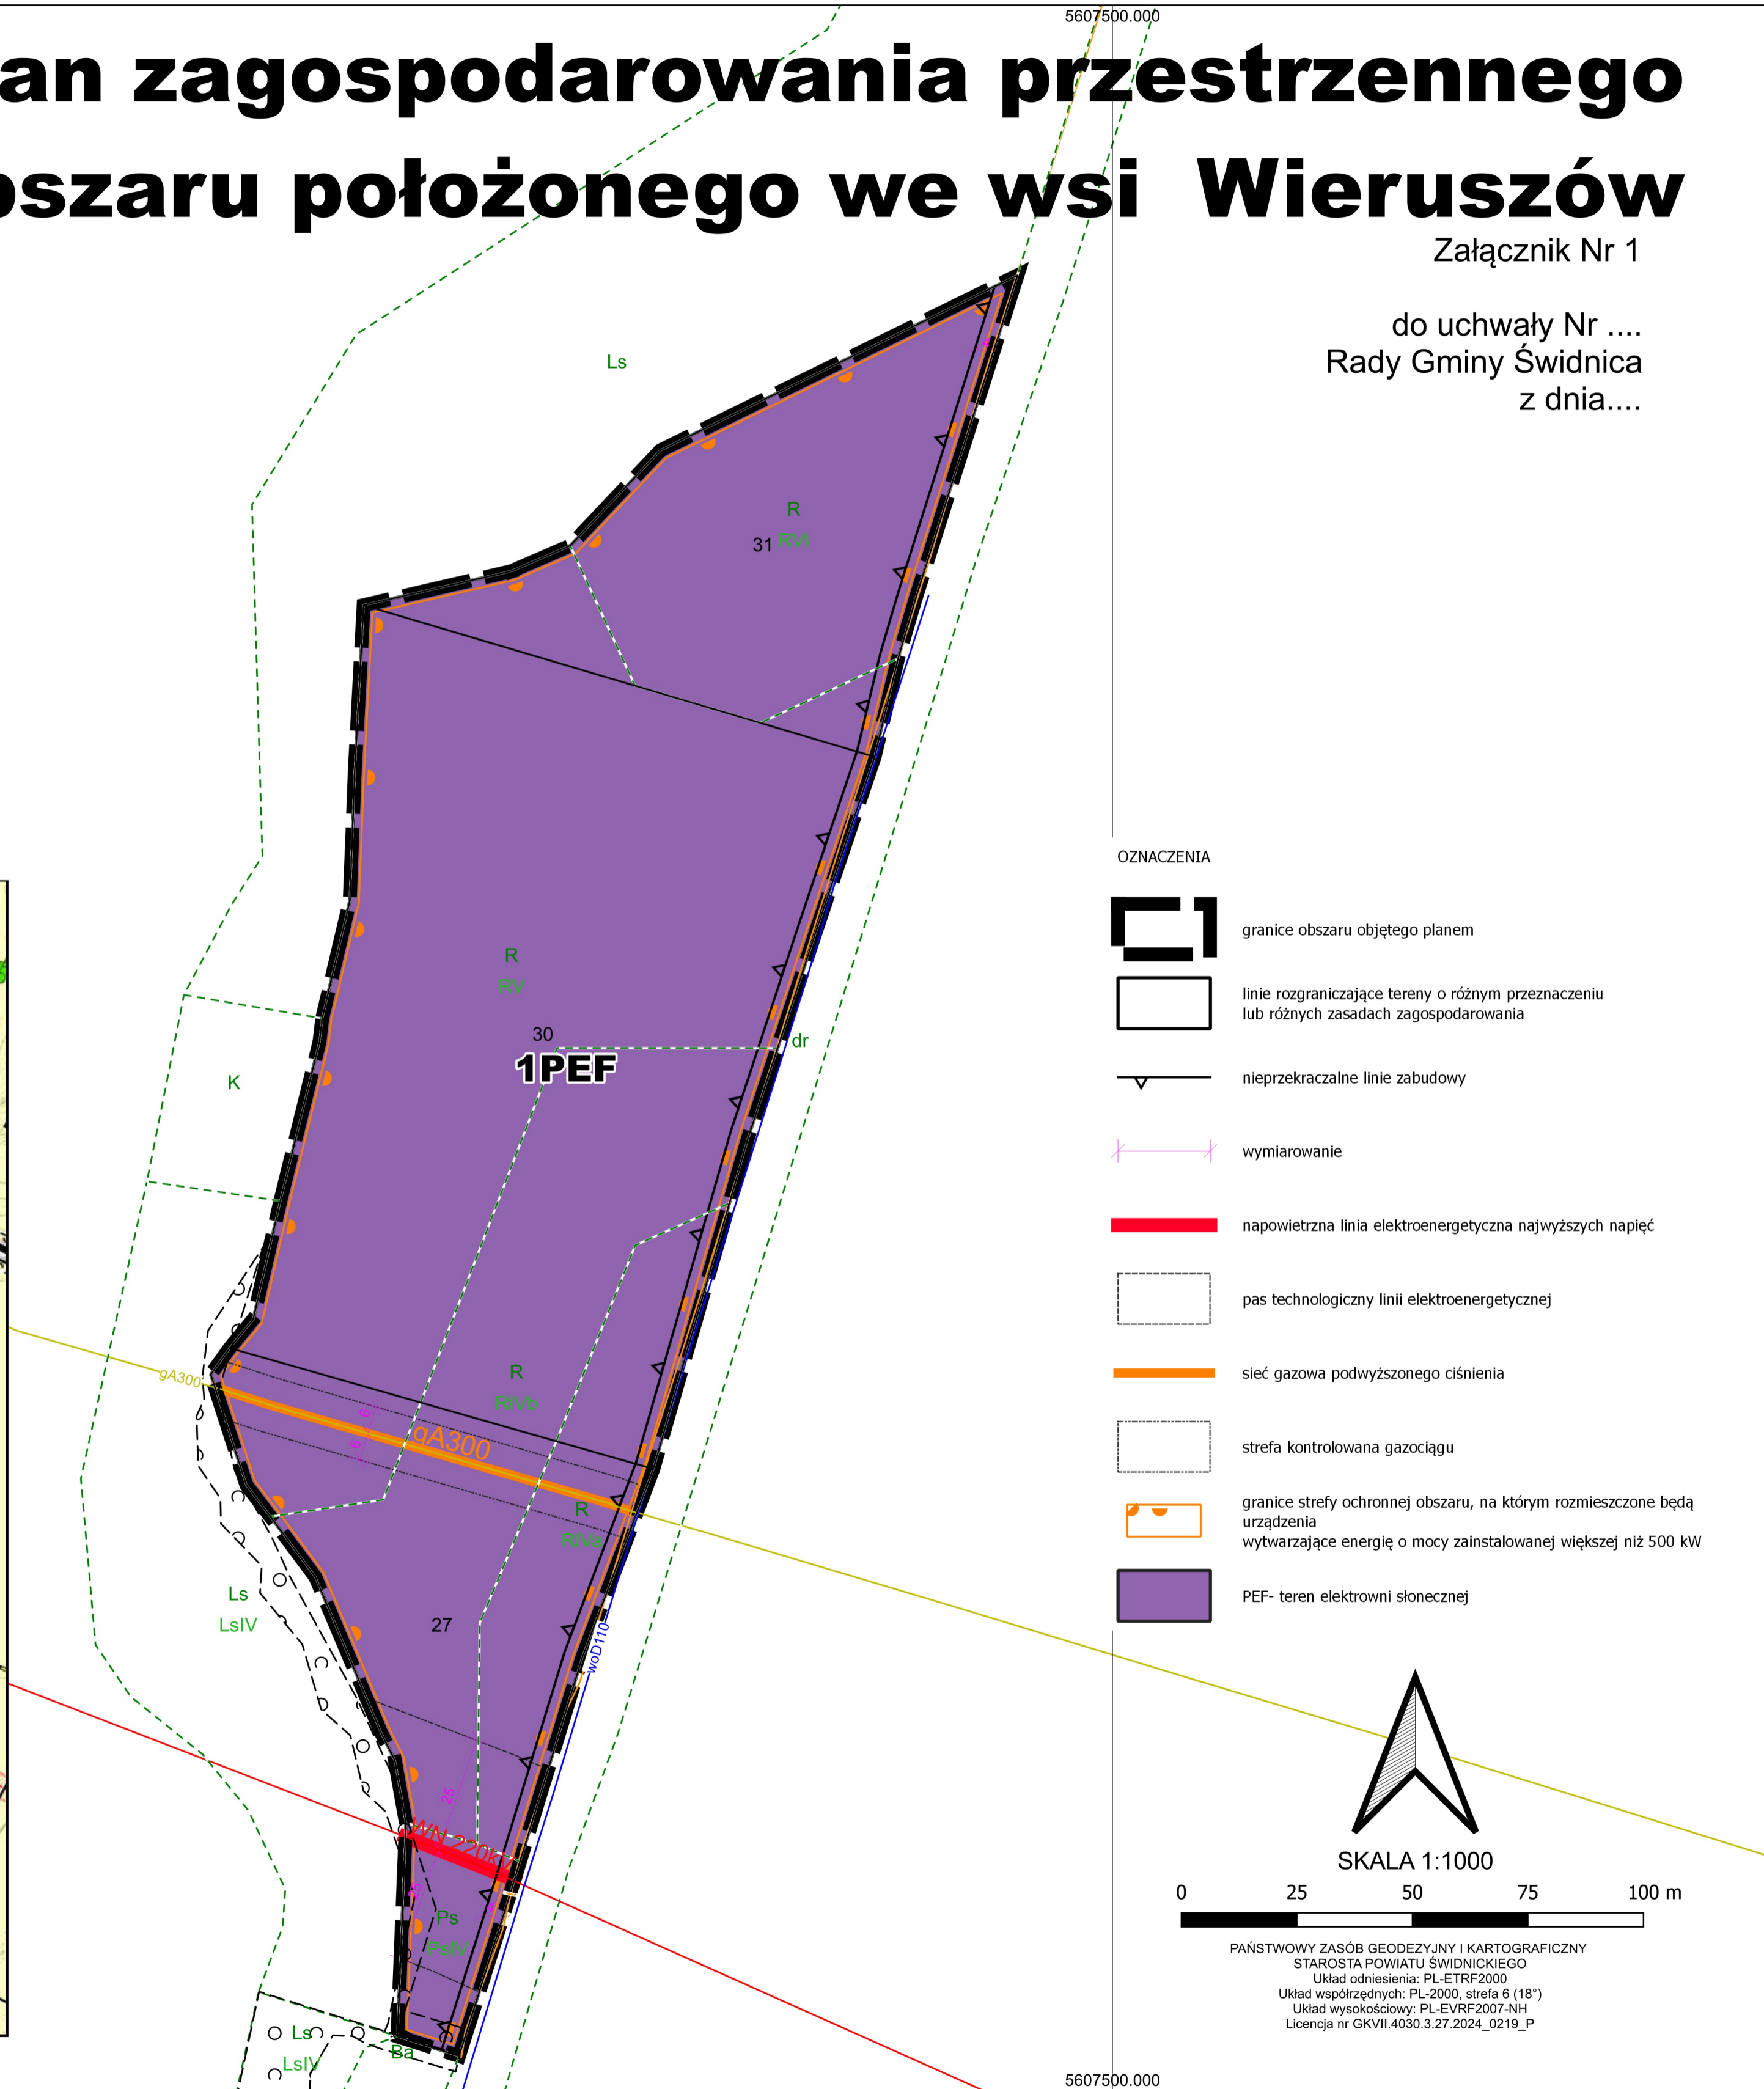 5607500.000
an zagospodarowania przestrzennego
bszaru położonego we wsi Wieruszów
Załącznik Nr 1
do uchwały Nr ....
Rady Gminy Świdnica
z dnia....
Ls
R
31 RVI
R
RV
30
1PEF
dr
K
gA300
R
RIVb
6
6
gA300
R
RIVa
Ls
LsIV
27
woD110
25
WN 220kV
Ps
PsIV
Ls
LsIV
Ba
OZNACZENIA
granice obszaru objętego planem
linie rozgraniczające tereny o różnym przeznaczeniu
lub różnych zasadach zagospodarowania
nieprzekraczalne linie zabudowy
wymiarowanie
napowietrzna linia elektroenergetyczna najwyższych napięć
pas technologiczny linii elektroenergetycznej
sieć gazowa podwyższonego ciśnienia
strefa kontrolowana gazociągu
granice strefy ochronnej obszaru, na którym rozmieszczone będą
urządzenia
wytwarzające energię o mocy zainstalowanej większej niż 500 kW
PEF- teren elektrowni słonecznej
SKALA 1:1000
0 25 50 75 100 m
PAŃSTWOWY ZASÓB GEODEZYJNY I KARTOGRAFICZNY
STAROSTA POWIATU ŚWIDNICKIEGO
Układ odniesienia: PL-ETRF2000
Układ współrzędnych: PL-2000, strefa 6 (18°)
Układ wysokościowy: PL-EVRF2007-NH
Licencja nr GKVII.4030.3.27.2024_0219_P
5607500.000